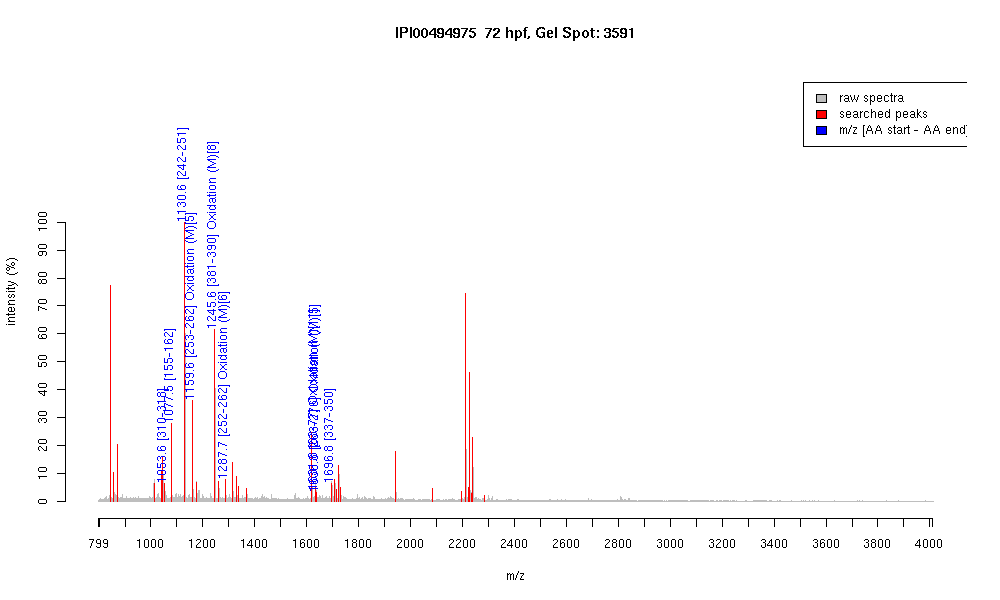 IPI00494975 72 hpf, Gel Spot: 3591
raw spectra
searched peaks
m/z [AA start - AA end]
1053.6 [310-318]
1077.5 [155-162]
1130.6 [242-251]
1159.6 [253-262] Oxidation (M)[5]
1245.6 [381-390] Oxidation (M)[8]
1287.7 [252-262] Oxidation (M)[6]
1696.8 [337-350]
intensity (%)
0 10 20 30 40 50 60 70 80 90 100
799 1000 1200 1400 1600 1800 2000 2200 2400 2600 2800 3000 3200 3400 3600 3800 4000
m/z